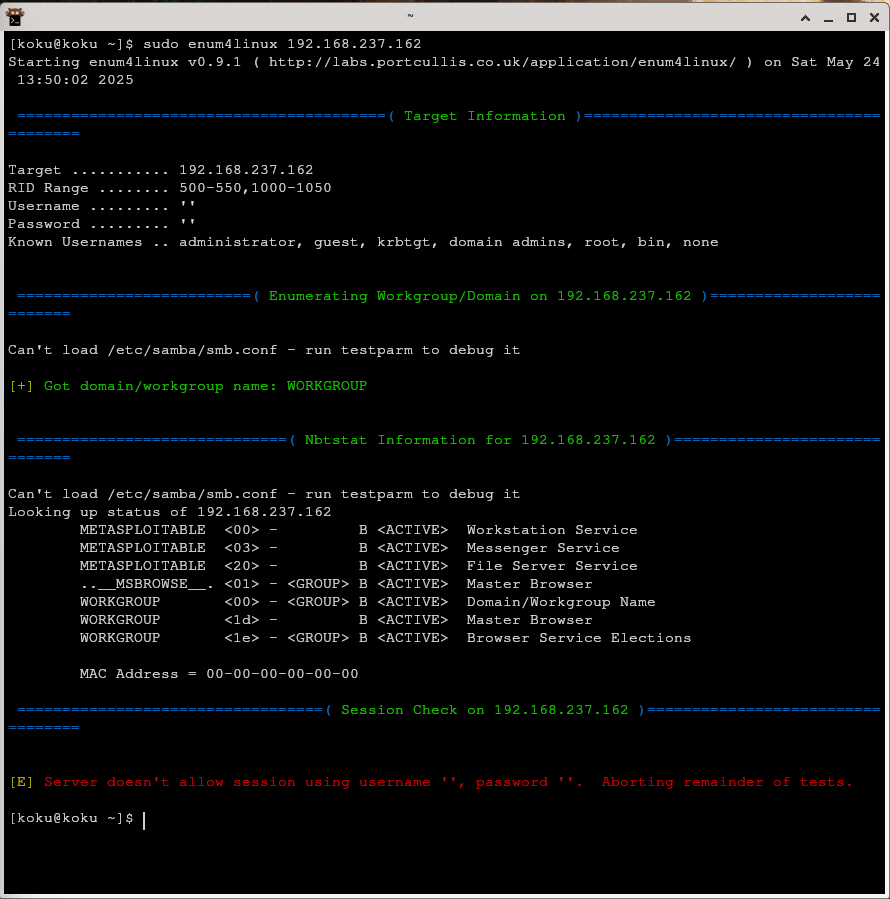 ~
[koku@koku ~]$ sudo enum4linux 192.168.237.162
Starting enum4linux v0.9.1 ( http://labs.portcullis.co.uk/application/enum4linux/ ) on Sat May 24
 13:50:02 2025

 =========================================( Target Information )=================================
========

Target ........... 192.168.237.162
RID Range ........ 500-550,1000-1050
Username ......... ''
Password ......... ''
Known Usernames .. administrator, guest, krbtgt, domain admins, root, bin, none


 ==========================( Enumerating Workgroup/Domain on 192.168.237.162 )===================
=======

Can't load /etc/samba/smb.conf - run testparm to debug it

[+] Got domain/workgroup name: WORKGROUP


 ==============================( Nbtstat Information for 192.168.237.162 )=======================
=======

Can't load /etc/samba/smb.conf - run testparm to debug it
Looking up status of 192.168.237.162
        METASPLOITABLE  <00> -         B <ACTIVE>  Workstation Service
        METASPLOITABLE  <03> -         B <ACTIVE>  Messenger Service
        METASPLOITABLE  <20> -         B <ACTIVE>  File Server Service
        ..__MSBROWSE__. <01> - <GROUP> B <ACTIVE>  Master Browser
        WORKGROUP       <00> - <GROUP> B <ACTIVE>  Domain/Workgroup Name
        WORKGROUP       <1d> -         B <ACTIVE>  Master Browser
        WORKGROUP       <1e> - <GROUP> B <ACTIVE>  Browser Service Elections

        MAC Address = 00-00-00-00-00-00

 ==================================( Session Check on 192.168.237.162 )==========================
========


[E] Server doesn't allow session using username '', password ''.  Aborting remainder of tests.

[koku@koku ~]$